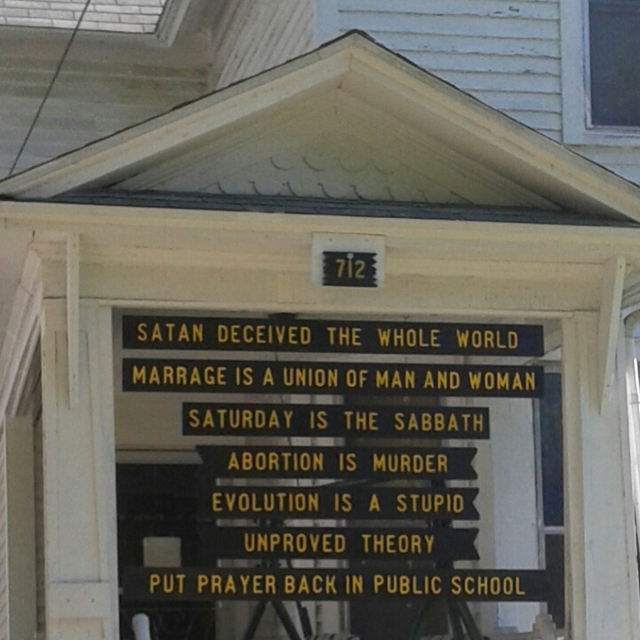 712
SATAN DECEIVED THE WHOLE WORLD
MARRAGE IS A UNION OF MAN AND WOMAN
SATURDAY IS THE SABBATH
ABORTION IS MURDER
EVOLUTION IS A STUPID
UNPROVED THEORY
PUT PRAYER BACK IN PUBLIC SCHOOL